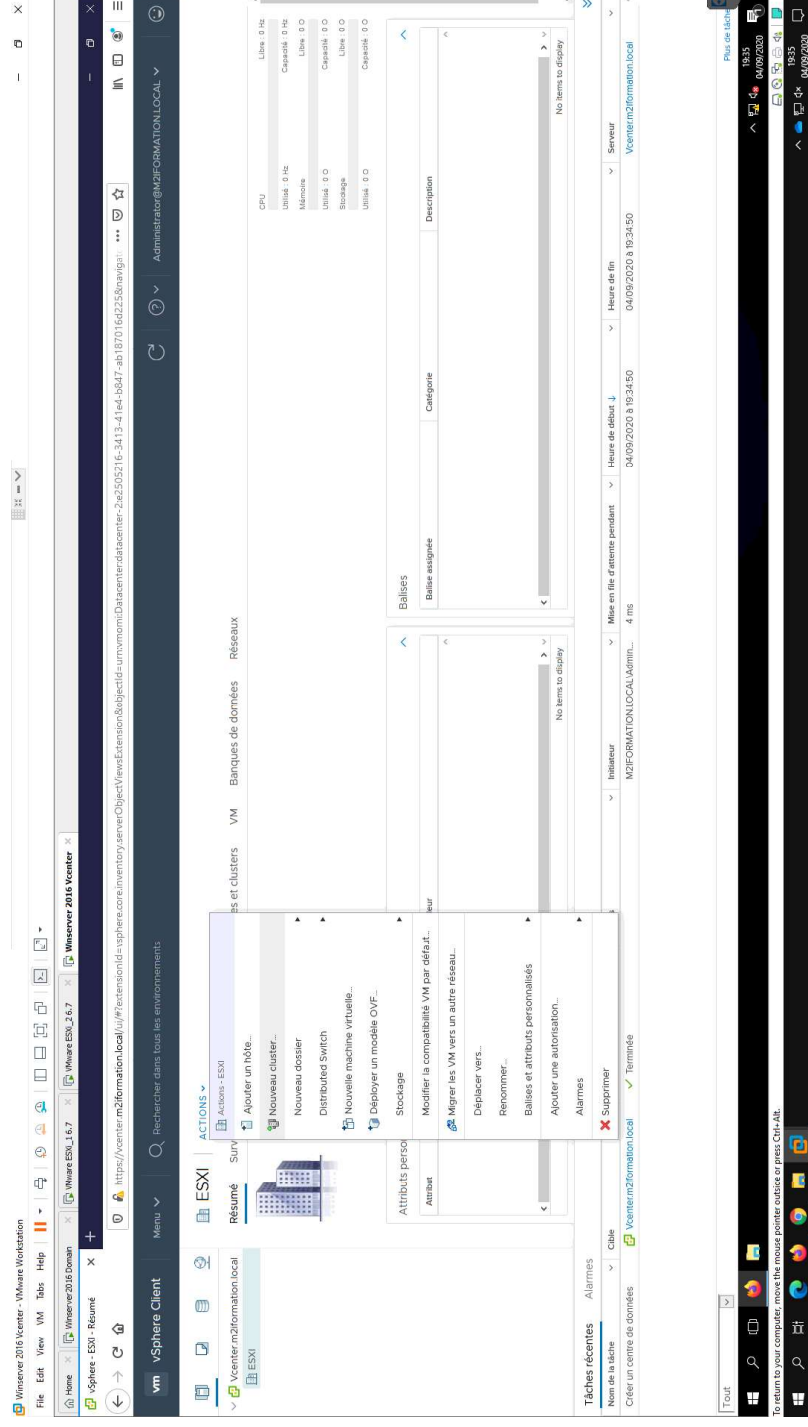 Winserver 2016 Vcenter - VMware Workstation
File Edit View VM Tabs Help
Home
Winserver2016 Domain
VMware ESXi_1 6.7
VMware ESXi_2 6.7
Winserver 2016 Vcenter
vSphere - ESXI - Résumé
https://vcenter.m2iformation.local/ui/#?extensionId=vsphere.core.inventory.serverObjectViewsExtension&objectId=urn:vmomi:Datacenter:datacenter-2:e2505216-3413-41e4-b847-ab187016d225&navigat
vm vSphere Client
Menu
Rechercher dans tous les environnements
Administrator@M2IFORMATION.LOCAL
Vcenter.m2iformation.local
ESXI
ESXI
ACTIONS
Résumé
Surv
es et clusters
VM
Banques de données
Réseaux
Actions - ESXI
Ajouter un hôte...
Nouveau cluster...
Nouveau dossier
Distributed Switch
Nouvelle machine virtuelle...
Déployer un modèle OVF...
Stockage
Modifier la compatibilité VM par défaut...
Migrer les VM vers un autre réseau...
Déplacer vers...
Renommer...
Balises et attributs personnalisés
Ajouter une autorisation...
Alarmes
Supprimer
CPU
Libre : 0 Hz
Utilisé : 0 Hz
Capacité : 0 Hz
Mémoire
Libre : 0 O
Utilisé : 0 O
Capacité : 0 O
Stockage
Libre : 0 O
Utilisé : 0 O
Capacité : 0 O
Attributs perso
Attribut
eur
No items to display
Balises
Balise assignée
Catégorie
Description
No items to display
Tâches récentes
Alarmes
Nom de la tâche
Cible
Initiateur
Mise en file d'attente pendant
Heure de début
Heure de fin
Serveur
Créer un centre de données
Vcenter.m2iformation.local
Terminée
M2IFORMATION.LOCAL\Admin...
4 ms
04/09/2020 à 19:34:50
04/09/2020 à 19:34:50
Vcenter.m2iformation.local
Tout
Plus de tâche
19:35
04/09/2020
To return to your computer, move the mouse pointer outside or press Ctrl+Alt.
19:35
04/09/2020